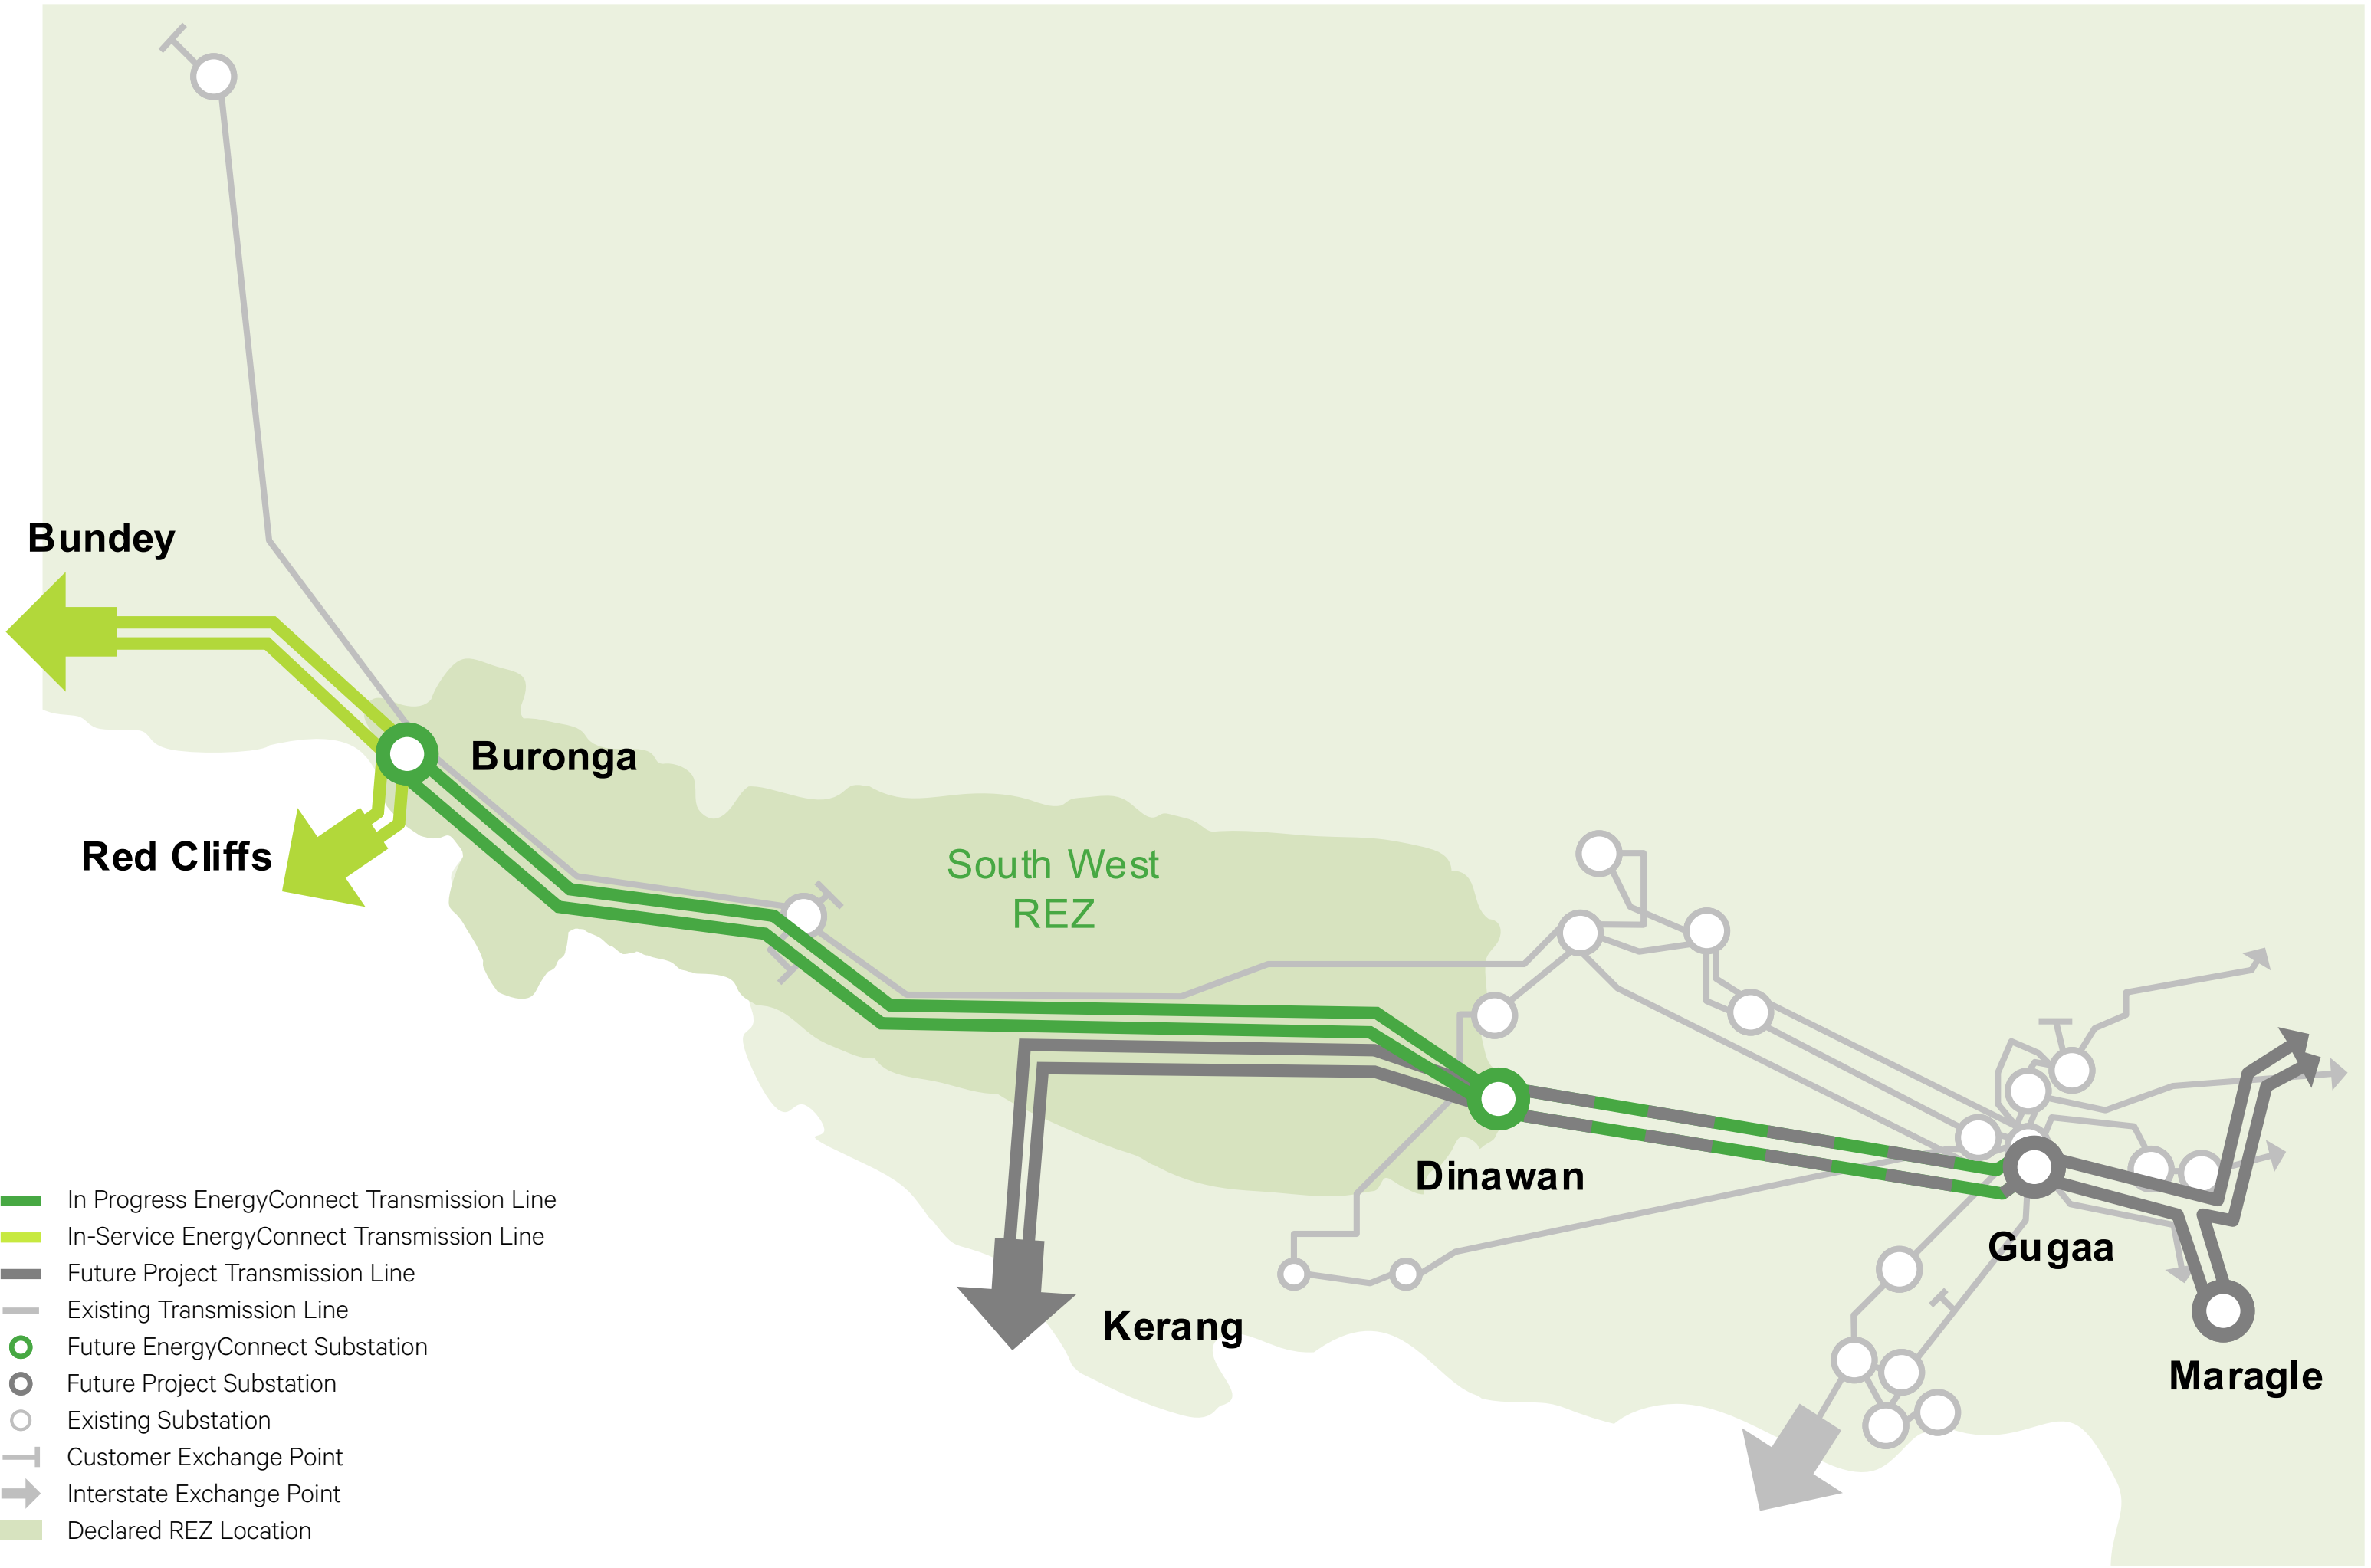 Bundey
Buronga
Red Cliffs
South West
REZ
Dinawan
Gugaa
Kerang
Maragle
In Progress EnergyConnect Transmission Line
In-Service EnergyConnect Transmission Line
Future Project Transmission Line
Existing Transmission Line
Future EnergyConnect Substation
Future Project Substation
Existing Substation
Customer Exchange Point
Interstate Exchange Point
Declared REZ Location